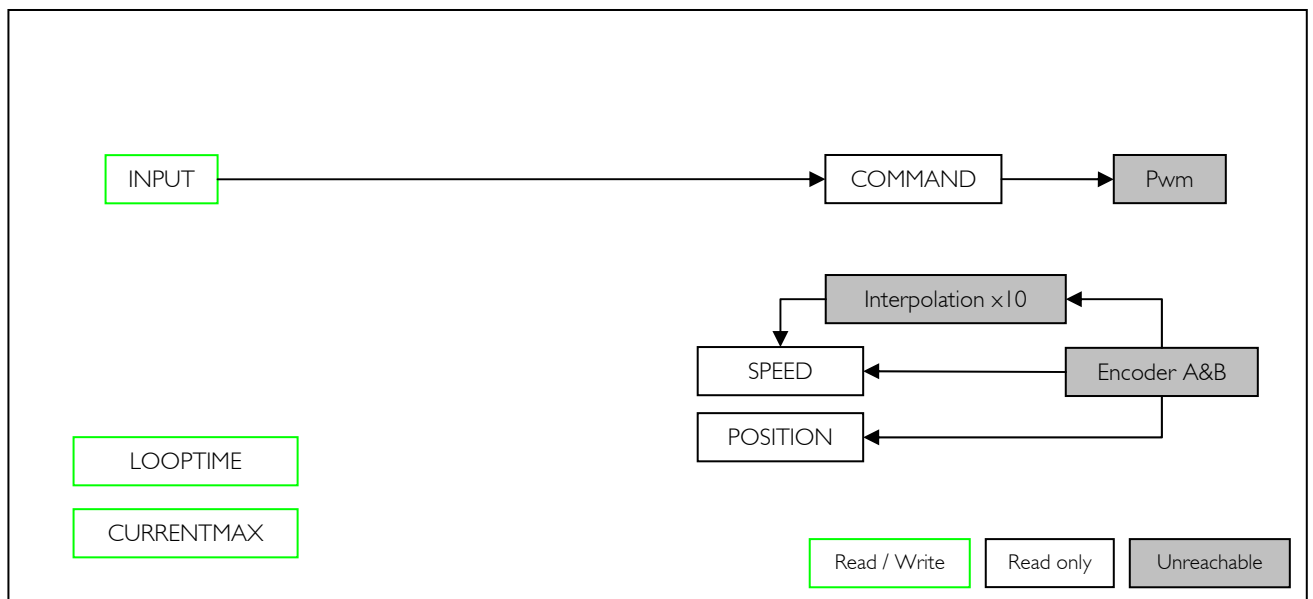 INPUT
COMMAND
Pwm
Interpolation x10
SPEED
Encoder A&B
POSITION
LOOPTIME
CURRENTMAX
Read / Write
Read only
Unreachable